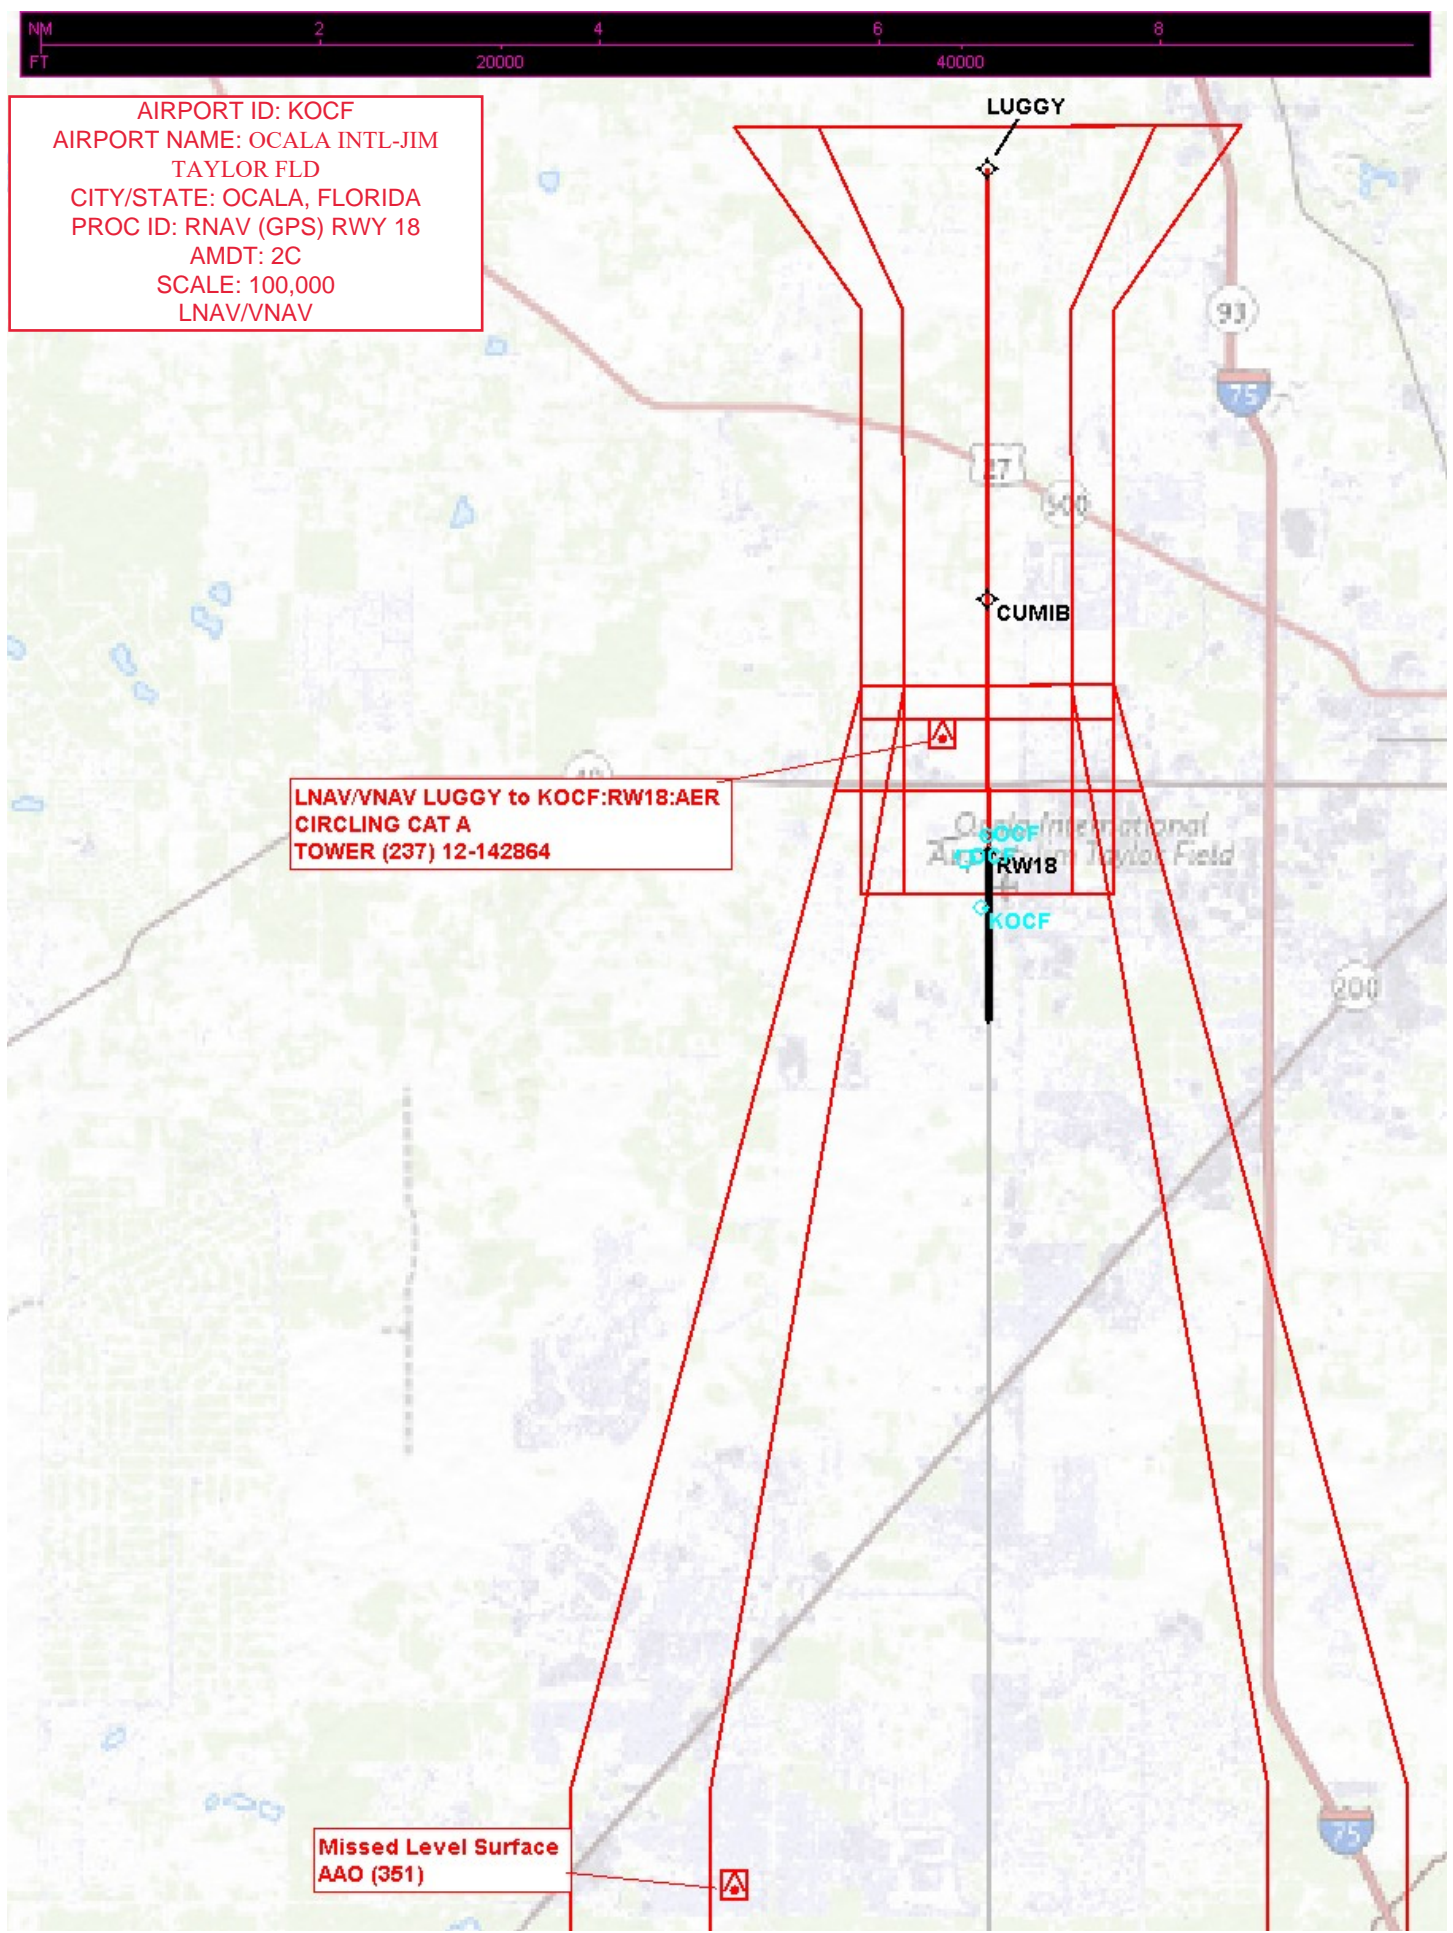 NM 2 4 6 8
FT 20000 40000
AIRPORT ID: KOCF
AIRPORT NAME: OCALA INTL-JIM
TAYLOR FLD
CITY/STATE: OCALA, FLORIDA
PROC ID: RNAV (GPS) RWY 18
AMDT: 2C
SCALE: 100,000
LNAV/VNAV
LUGGY
93
75
27
500
CUMIB
LNAV/VNAV LUGGY to KOCF:RW18:AER
CIRCLING CAT A
TOWER (237) 12-142864
Ocala International
OCF
Taylor Field
OCF
RW18
KOCF
200
75
Missed Level Surface
AAO (351)